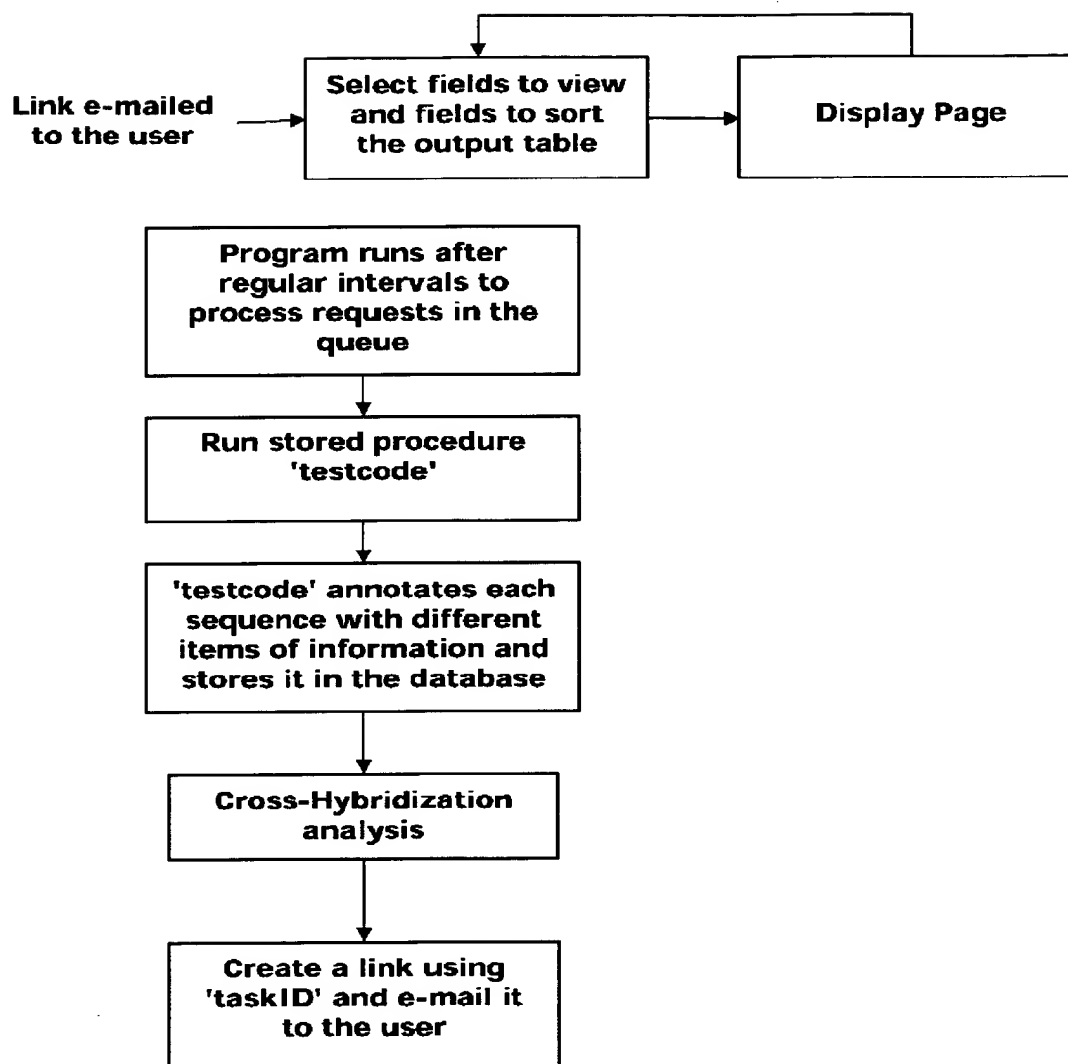 Link e-mailed
to the user
Select fields to view
and fields to sort
the output table
Display Page
Program runs after
regular intervals to
process requests in the
queue
Run stored procedure
'testcode'
'testcode' annotates each
sequence with different
items of information and
stores it in the database
Cross-Hybridization
analysis
Create a link using
'taskID' and e-mail it
to the user